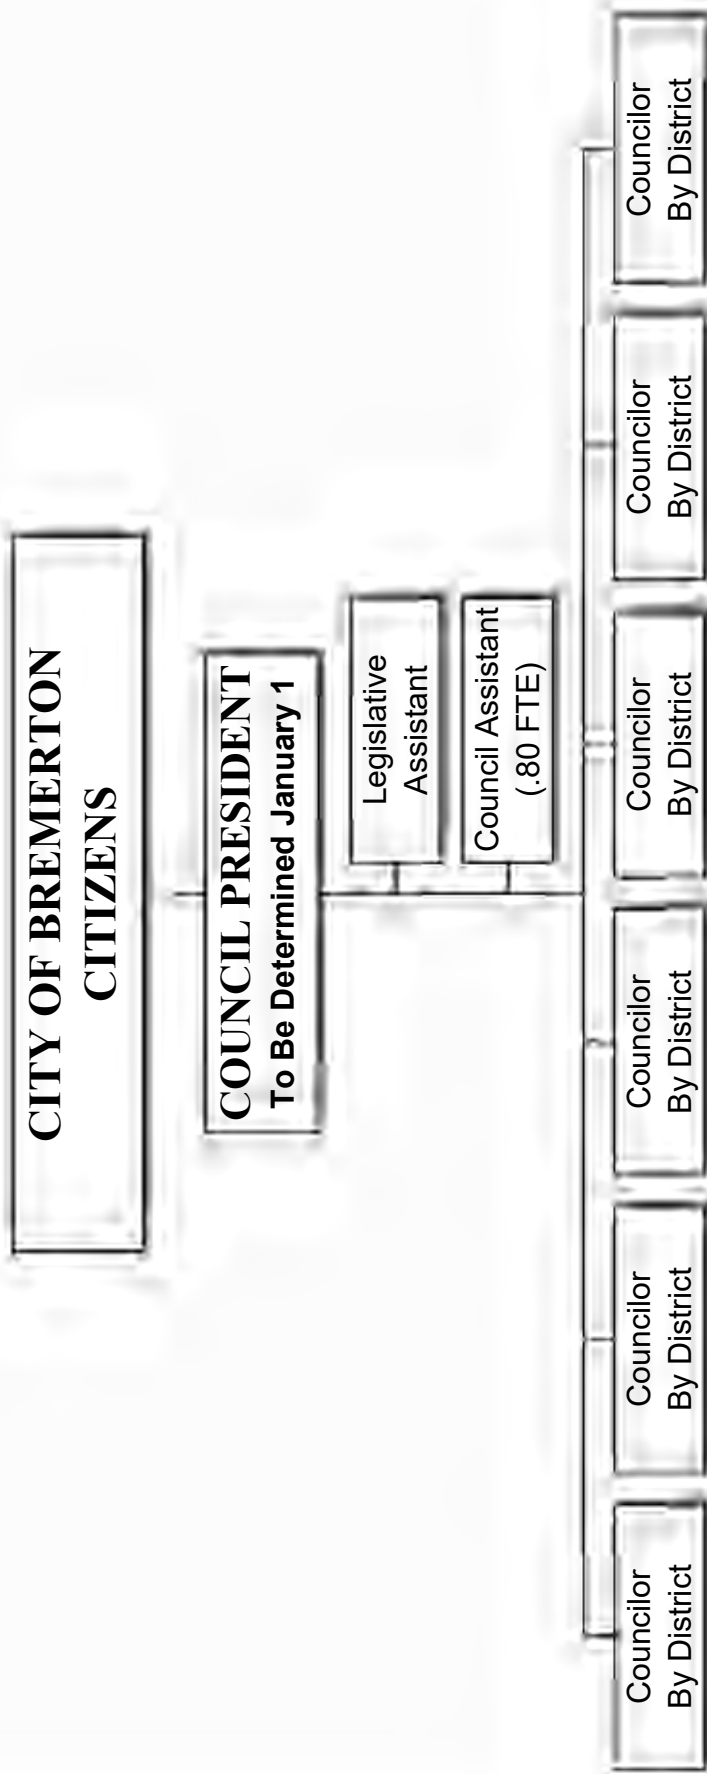 CITY OF BREMERTON
CITIZENS
COUNCIL PRESIDENT
To Be Determined January 1
Legislative
Assistant
Council Assistant
(.80 FTE)
Councilor
By District
Councilor
By District
Councilor
By District
Councilor
By District
Councilor
By District
Councilor
By District